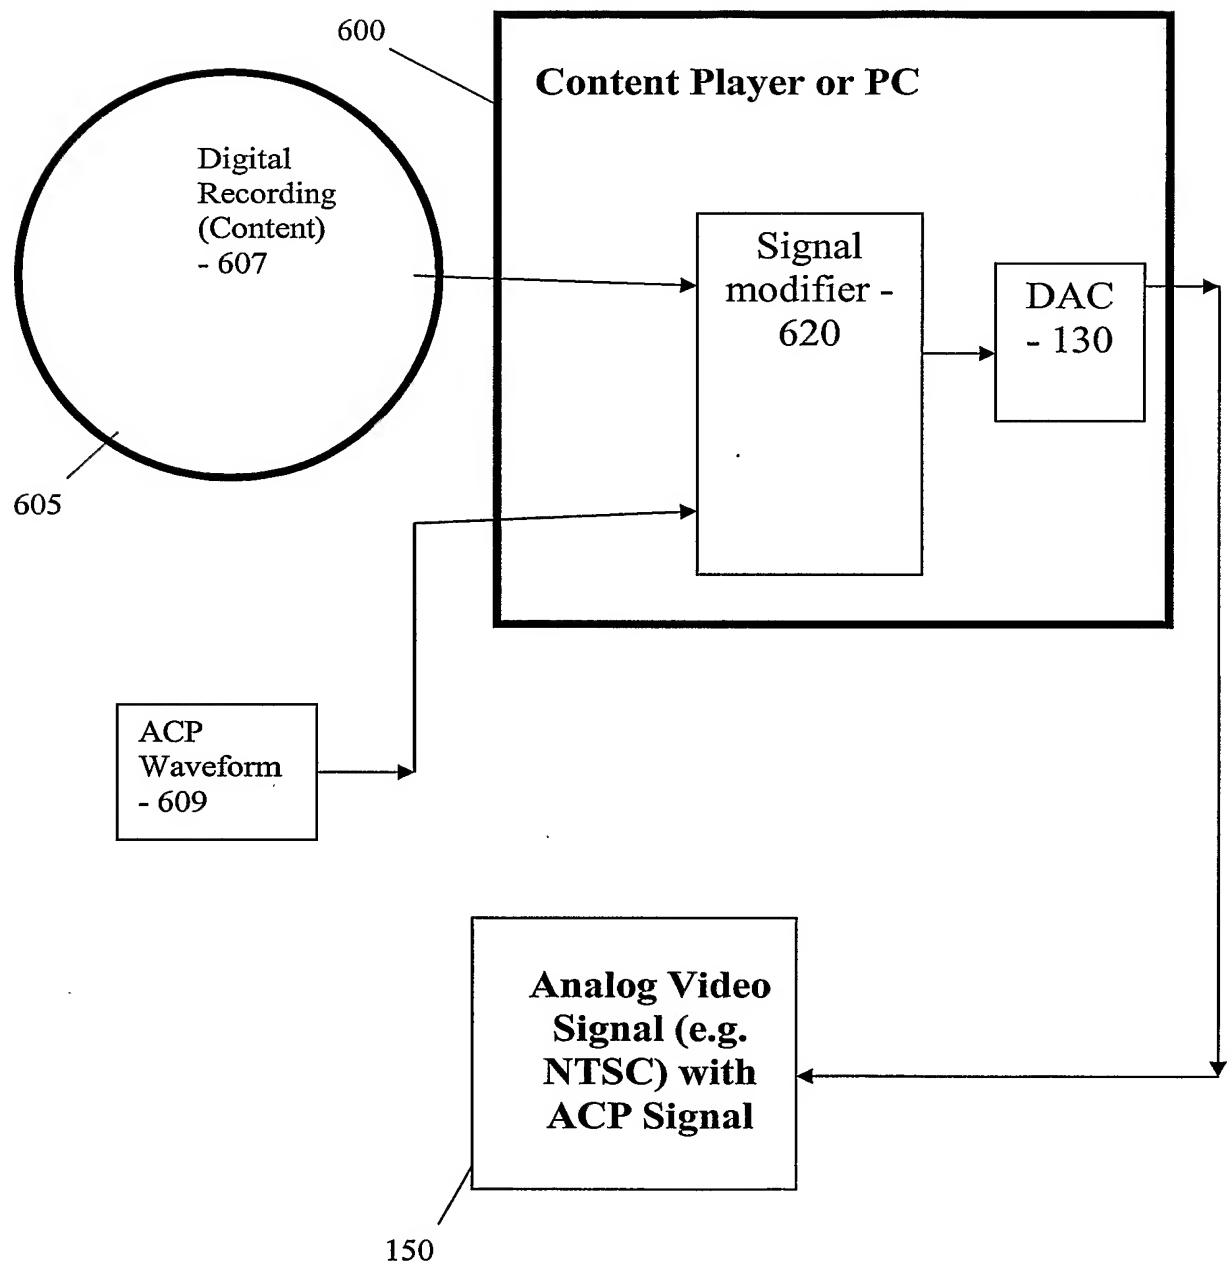 600
Content Player or PC
Digital
Recording
(Content)
- 607
Signal
modifier -
620
DAC
- 130
605
ACP
Waveform
- 609
Analog Video
Signal (e.g.
NTSC) with
ACP Signal
150